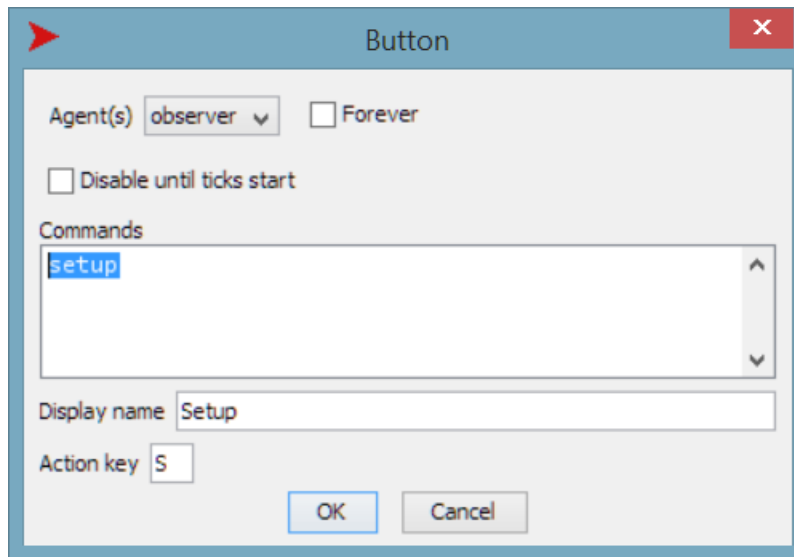 Button
Agent(s) observer Forever
Disable until ticks start
Commands
setup
Display name Setup
Action key S
OK Cancel